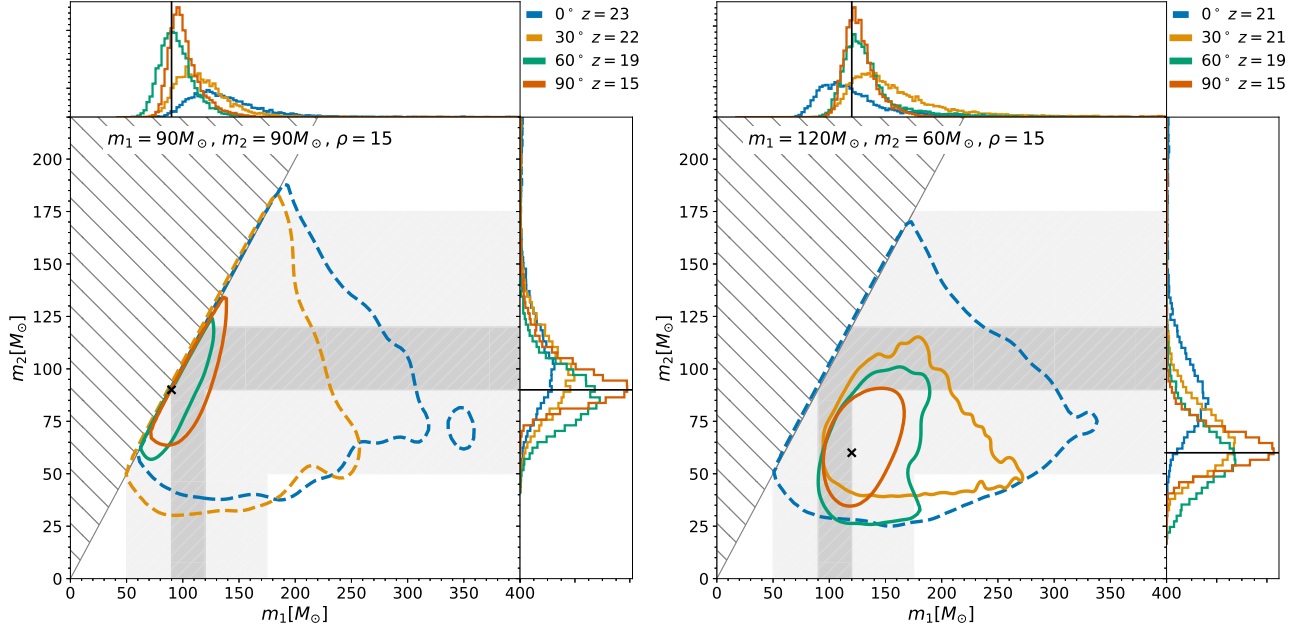 0° z = 23
30° z = 22
60° z = 19
90° z = 15
m₁ = 90M⊙, m₂ = 90M⊙, ρ = 15
200
175
150
125
100
75
50
25
0
m₂[M⊙]
0 50 100 150 200 250 300 350 400
m₁[M⊙]
0° z = 21
30° z = 21
60° z = 19
90° z = 15
m₁ = 120M⊙, m₂ = 60M⊙, ρ = 15
200
175
150
125
100
75
50
25
0
m₂[M⊙]
0 50 100 150 200 250 300 350 400
m₁[M⊙]